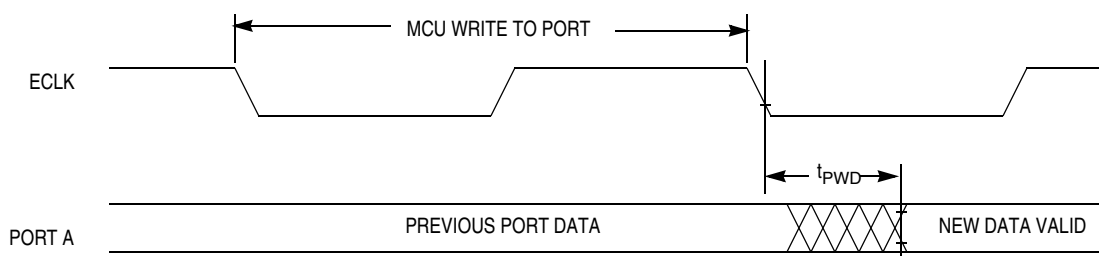 MCU WRITE TO PORT
ECLK
tPWD
PORT A
PREVIOUS PORT DATA
NEW DATA VALID